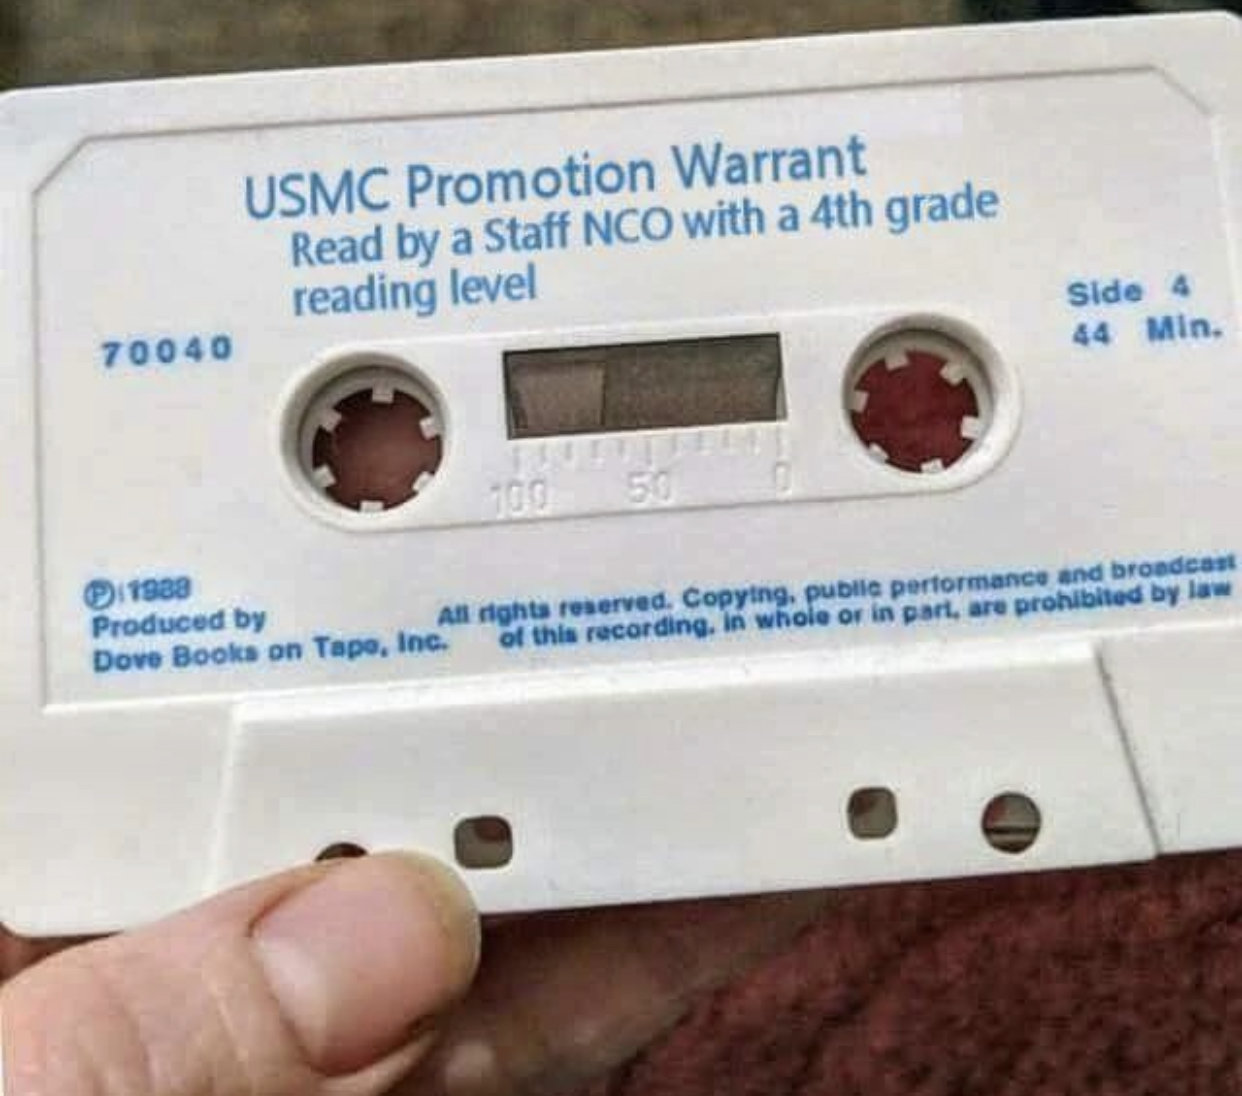 USMC Promotion Warrant
Read by a Staff NCO with a 4th grade
reading level
70040
Side 4
44 Min.
100 50 0
Ⓟ 1988
Produced by
Dove Books on Tape, Inc.
All rights reserved. Copying, public performance and broadcast
of this recording, in whole or in part, are prohibited by law